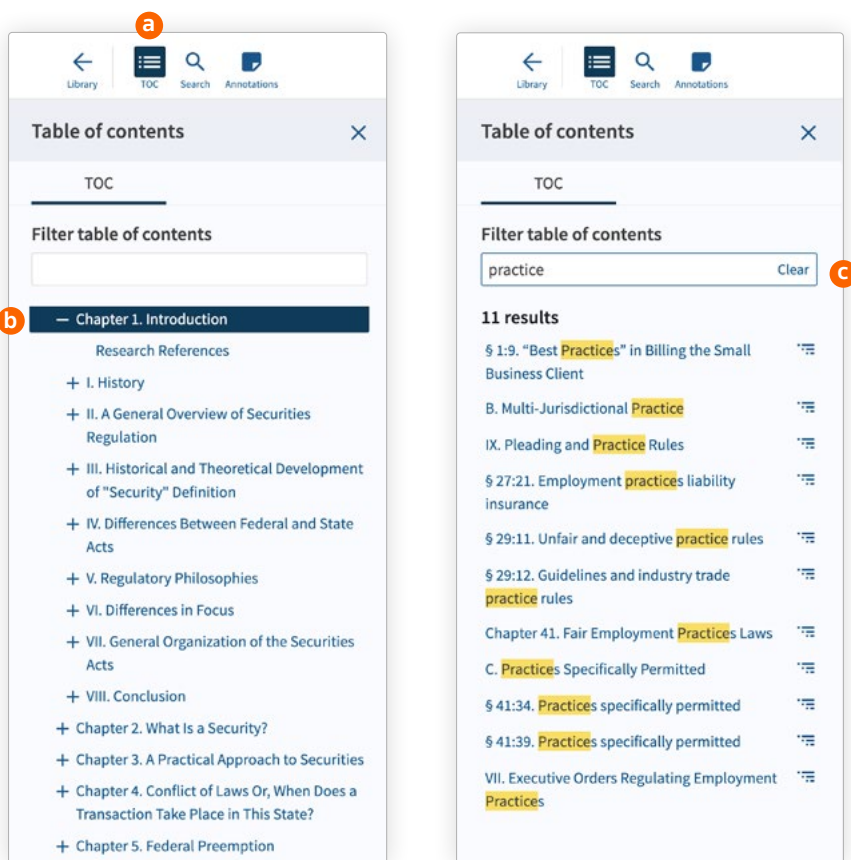 a
Library
TOC
Search
Annotations
Table of contents
TOC
Filter table of contents
b
Chapter 1. Introduction
Research References
I. History
II. A General Overview of Securities
Regulation
III. Historical and Theoretical Development
of "Security" Definition
IV. Differences Between Federal and State
Acts
V. Regulatory Philosophies
VI. Differences in Focus
VII. General Organization of the Securities
Acts
VIII. Conclusion
Chapter 2. What Is a Security?
Chapter 3. A Practical Approach to Securities
Chapter 4. Conflict of Laws Or, When Does a
Transaction Take Place in This State?
Chapter 5. Federal Preemption
Library
TOC
Search
Annotations
Table of contents
TOC
Filter table of contents
practice
Clear
c
11 results
§ 1:9. “Best Practices” in Billing the Small
Business Client
B. Multi-Jurisdictional Practice
IX. Pleading and Practice Rules
§ 27:21. Employment practices liability
insurance
§ 29:11. Unfair and deceptive practice rules
§ 29:12. Guidelines and industry trade
practice rules
Chapter 41. Fair Employment Practices Laws
C. Practices Specifically Permitted
§ 41:34. Practices specifically permitted
§ 41:39. Practices specifically permitted
VII. Executive Orders Regulating Employment
Practices